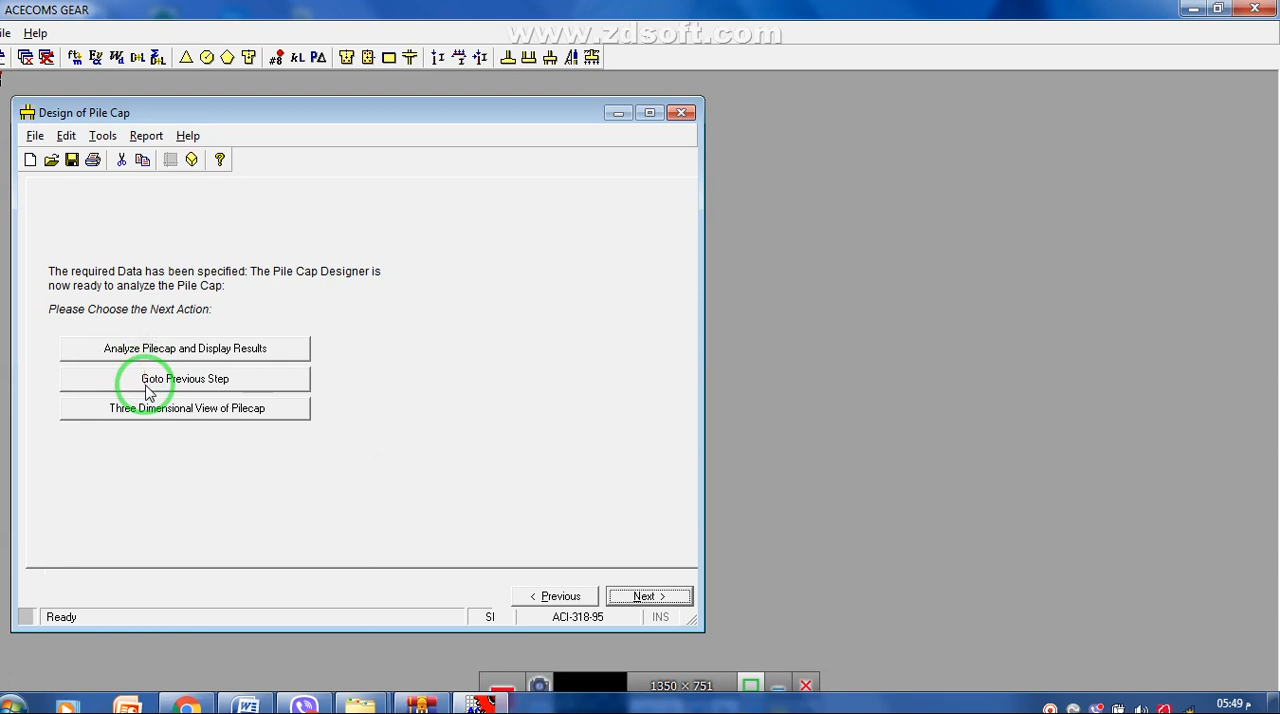 ACECOMS GEAR
www.zdsoft.com
ile Help
Design of Pile Cap
File Edit Tools Report Help
The required Data has been specified: The Pile Cap Designer is
now ready to analyze the Pile Cap:
Please Choose the Next Action:
Analyze Pilecap and Display Results
Goto Previous Step
Three Dimensional View of Pilecap
< Previous Next >
Ready SI ACI-318-95 INS
1350 × 751
05:49 م